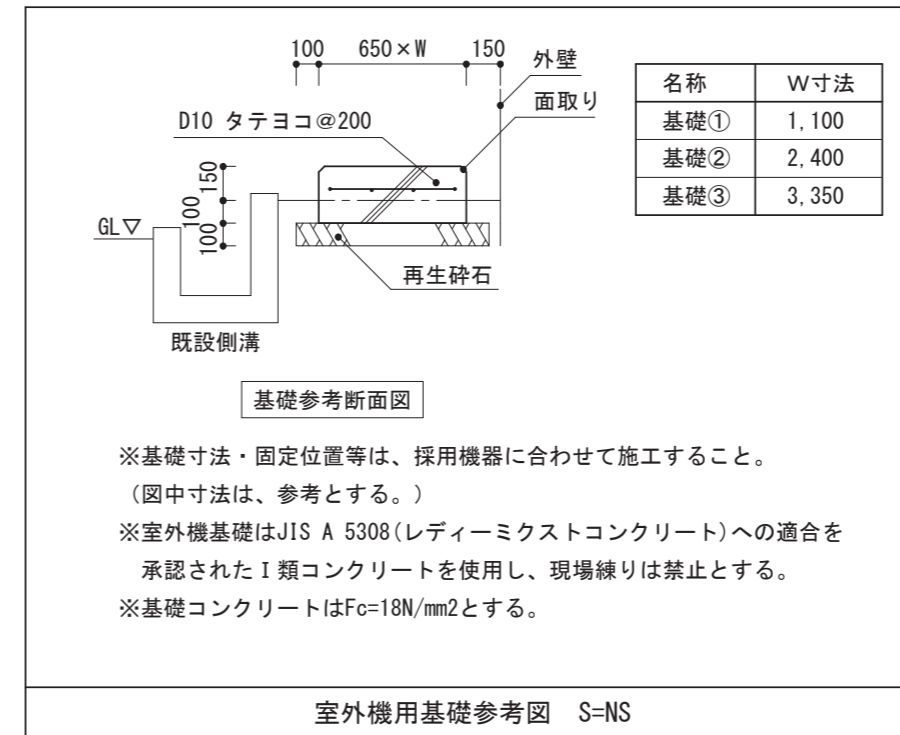 100 650×W 150
外壁
面取り
D10 タテヨコ@200
150
100
100
GL▽
再生砕石
既設側溝
基礎参考断面図
名称 W寸法
基礎① 1,100
基礎② 2,400
基礎③ 3,350
※基礎寸法・固定位置等は、採用機器に合わせて施工すること。
（図中寸法は、参考とする。）
※室外機基礎はJIS A 5308(レディーミクストコンクリート)への適合を
承認されたⅠ類コンクリートを使用し、現場練りは禁止とする。
※基礎コンクリートはFc=18N/mm2とする。
室外機用基礎参考図 S=NS